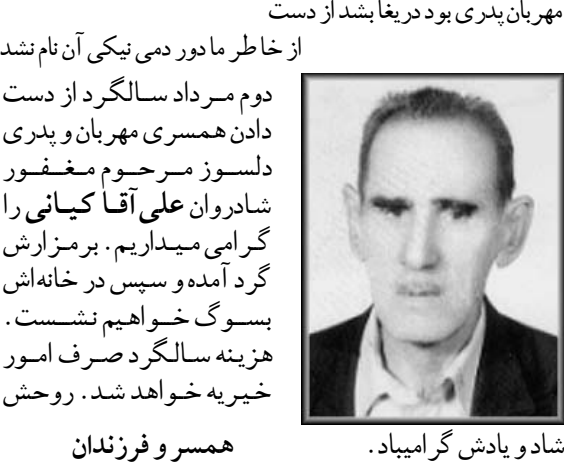 مهربان پدری بود دریغا بشد از دست
از خاطر ما دور دمی نیکی آن نام نشد
دوم مرداد سالگرد از دست
دادن همسری مهربان و پدری
دلسوز مرحوم مغفور
شادروان علی آقا کیانی را
گرامی میداریم. بر مزارش
گرد آمده و سپس در خانه‌اش
بسوگ خواهیم نشست.
هزینه سالگرد صرف امور
خیریه خواهد شد. روحش
شاد و یادش گرامیباد.
همسر و فرزندان